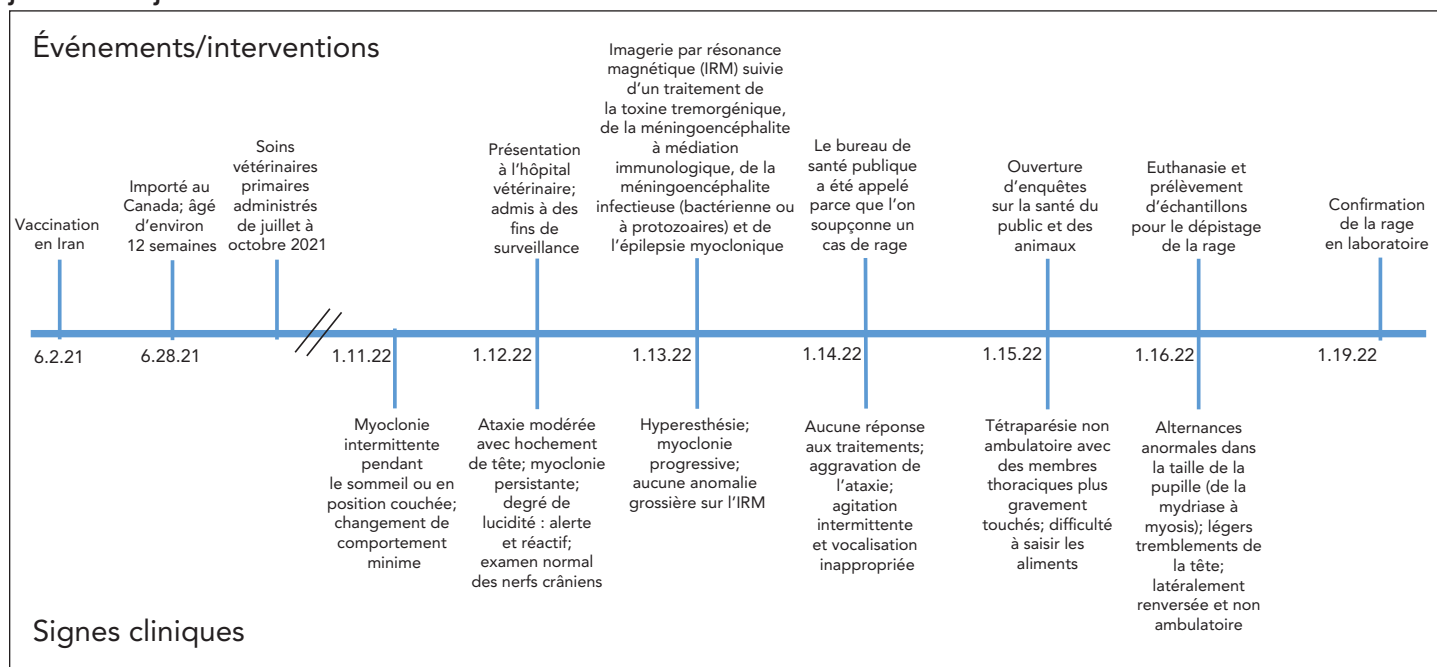 Événements/interventions
Vaccination
en Iran
Importé au
Canada; âgé
d’environ
12 semaines
Soins
vétérinaires
primaires
administrés
de juillet à
octobre 2021
Présentation
à l’hôpital
vétérinaire;
admis à des
fins de
surveillance
Imagerie par résonance
magnétique (IRM) suivie
d’un traitement de
la toxine tremorgénique,
de la méningoencéphalite
à médiation
immunologique, de la
méningoencéphalite
infectieuse (bactérienne ou
à protozoaires) et de
l’épilepsie myoclonique
Le bureau de
santé publique
a été appelé
parce que l’on
soupçonne un
cas de rage
Ouverture
d’enquêtes
sur la santé du
public et des
animaux
Euthanasie et
prélèvement
d’échantillons
pour le dépistage
de la rage
Confirmation
de la rage
en laboratoire
6.2.21
6.28.21
1.11.22
1.12.22
1.13.22
1.14.22
1.15.22
1.16.22
1.19.22
Myoclonie
intermittente
pendant
le sommeil ou en
position couchée;
changement de
comportement
minime
Ataxie modérée
avec hochement
de tête; myoclonie
persistante;
degré de
lucidité : alerte
et réactif;
examen normal
des nerfs crâniens
Hyperesthésie;
myoclonie
progressive;
aucune anomalie
grossière sur l’IRM
Aucune réponse
aux traitements;
aggravation de
l’ataxie;
agitation
intermittente
et vocalisation
inappropriée
Tétraparésie non
ambulatoire avec
des membres
thoraciques plus
gravement
touchés; difficulté
à saisir les
aliments
Alternances
anormales dans
la taille de la
pupille (de la
mydriase à
myosis); légers
tremblements de
la tête;
latéralement
renversée et non
ambulatoire
Signes cliniques